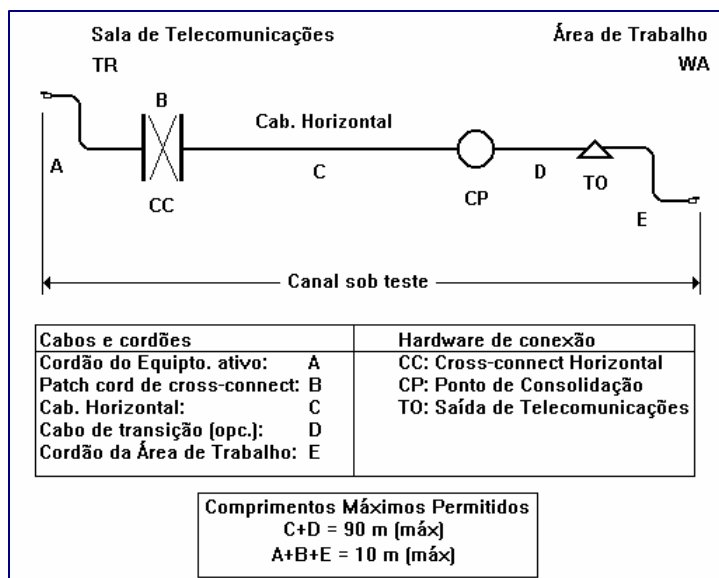 Sala de Telecomunicações
Área de Trabalho
TR
WA
B
Cab. Horizontal
A
C
D
TO
CC
CP
E
Canal sob teste
Cabos e cordões
Hardware de conexão
Cordão do Equipto. ativo: A
CC: Cross-connect Horizontal
Patch cord de cross-connect: B
CP: Ponto de Consolidação
Cab. Horizontal: C
TO: Saída de Telecomunicações
Cabo de transição (opc.): D
Cordão da Área de Trabalho: E
Comprimentos Máximos Permitidos
C+D = 90 m (máx)
A+B+E = 10 m (máx)